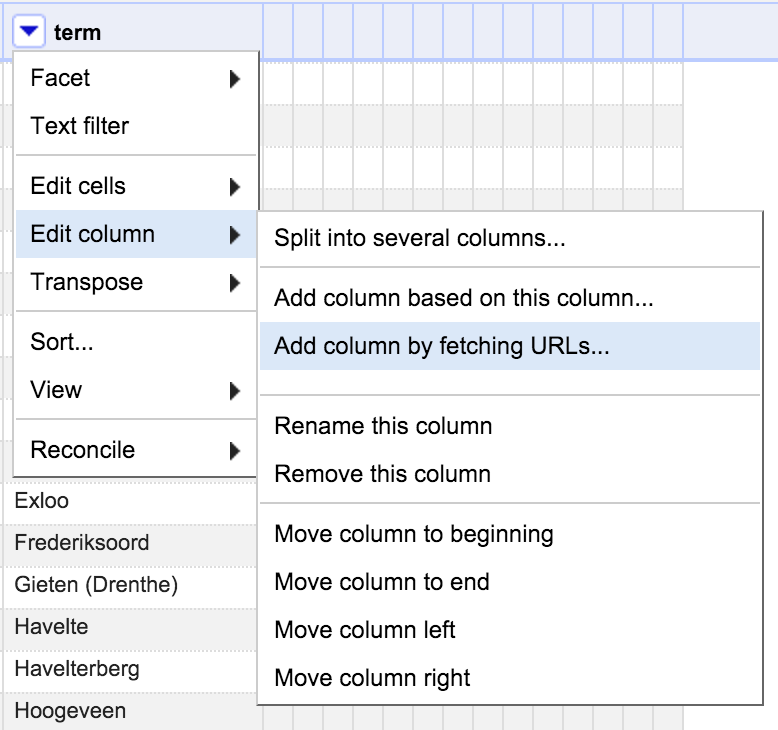 term
Facet
Text filter
Edit cells
Edit column
Transpose
Sort...
View
Reconcile
Split into several columns...
Add column based on this column...
Add column by fetching URLs...
Rename this column
Remove this column
Move column to beginning
Move column to end
Move column left
Move column right
Exloo
Frederiksoord
Gieten (Drenthe)
Havelte
Havelterberg
Hoogeveen